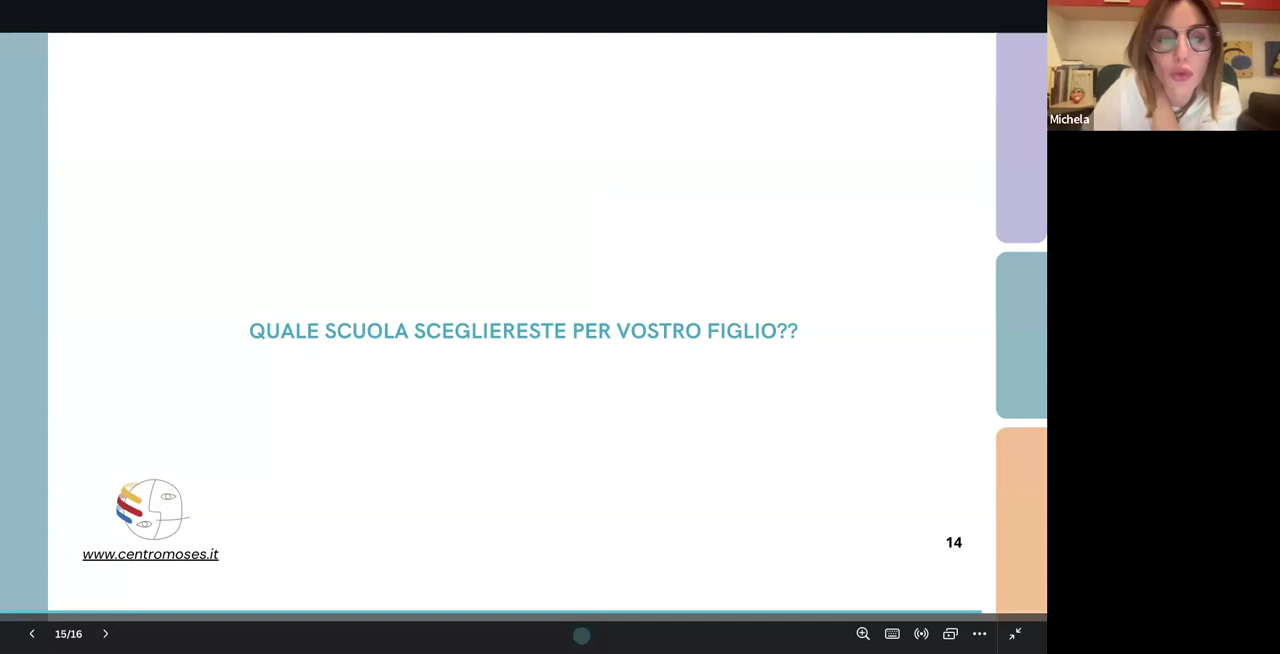 Michela
QUALE SCUOLA SCEGLIERESTE PER VOSTRO FIGLIO??
www.centromoses.it
14
15/16